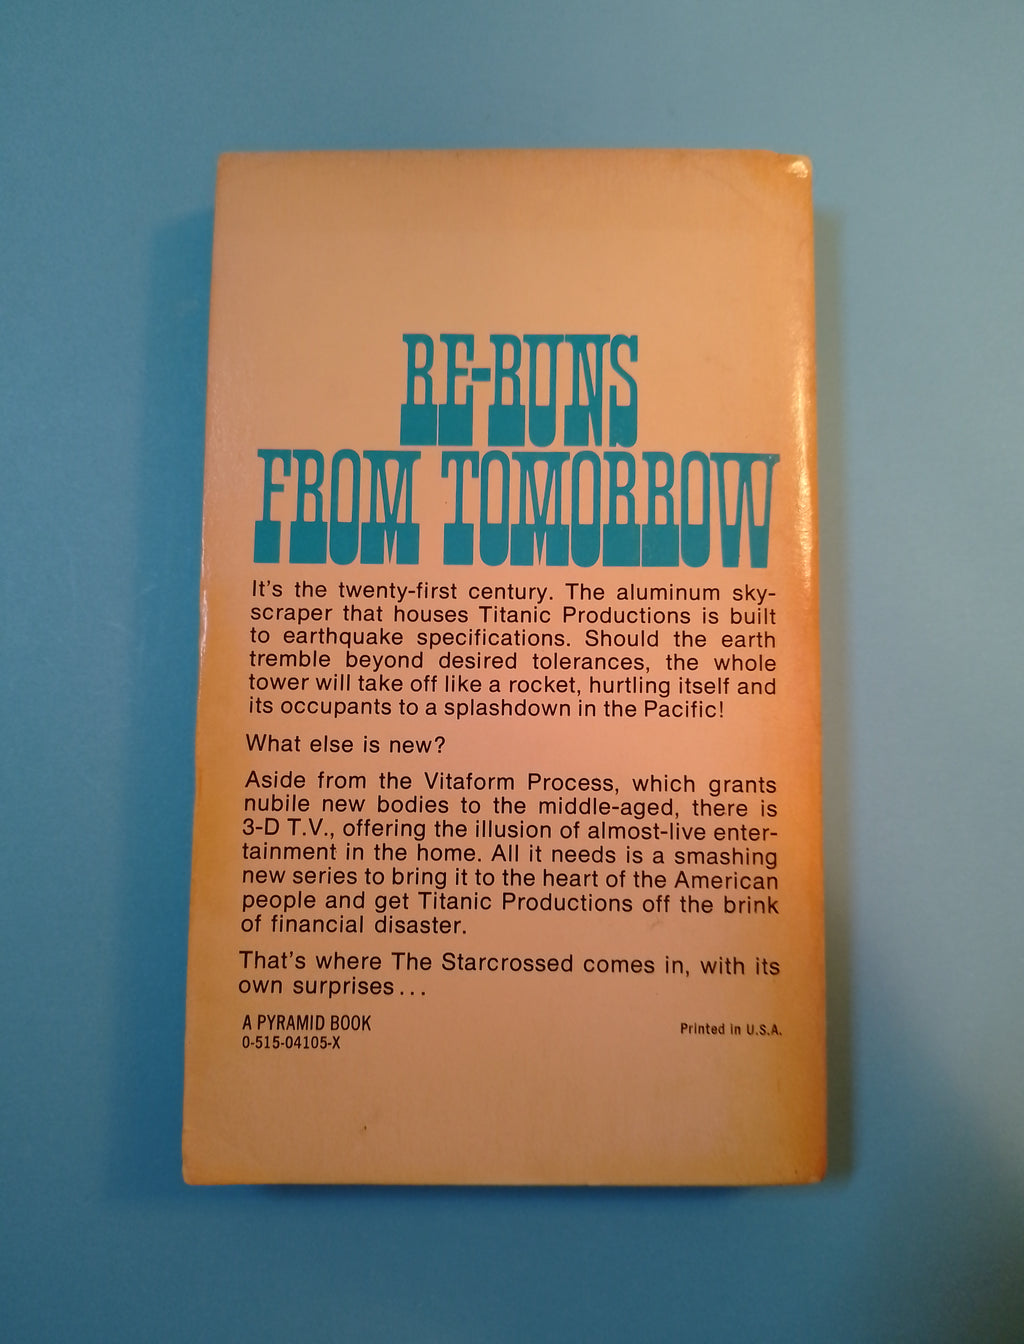 RE-RUNS
FROM TOMORROW
It's the twenty-first century. The aluminum sky-
scraper that houses Titanic Productions is built
to earthquake specifications. Should the earth
tremble beyond desired tolerances, the whole
tower will take off like a rocket, hurtling itself and
its occupants to a splashdown in the Pacific!
What else is new?
Aside from the Vitaform Process, which grants
nubile new bodies to the middle-aged, there is
3-D T.V., offering the illusion of almost-live enter-
tainment in the home. All it needs is a smashing
new series to bring it to the heart of the American
people and get Titanic Productions off the brink
of financial disaster.
That's where The Starcrossed comes in, with its
own surprises...
A PYRAMID BOOK
0-515-04105-X
Printed in U.S.A.